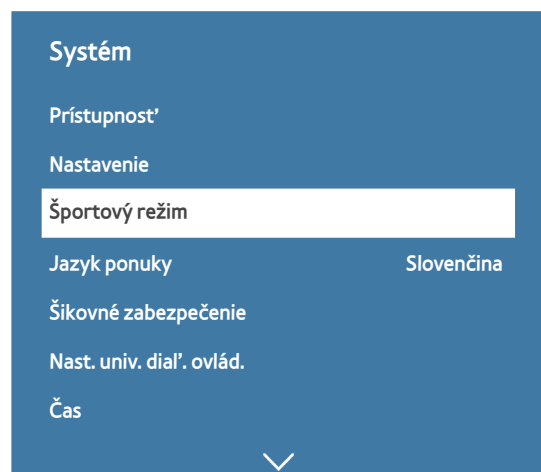 Systém
Prístupnosť
Nastavenie
Športový režim
Jazyk ponuky Slovenčina
Šikovné zabezpečenie
Nast. univ. diaľ. ovlád.
Čas